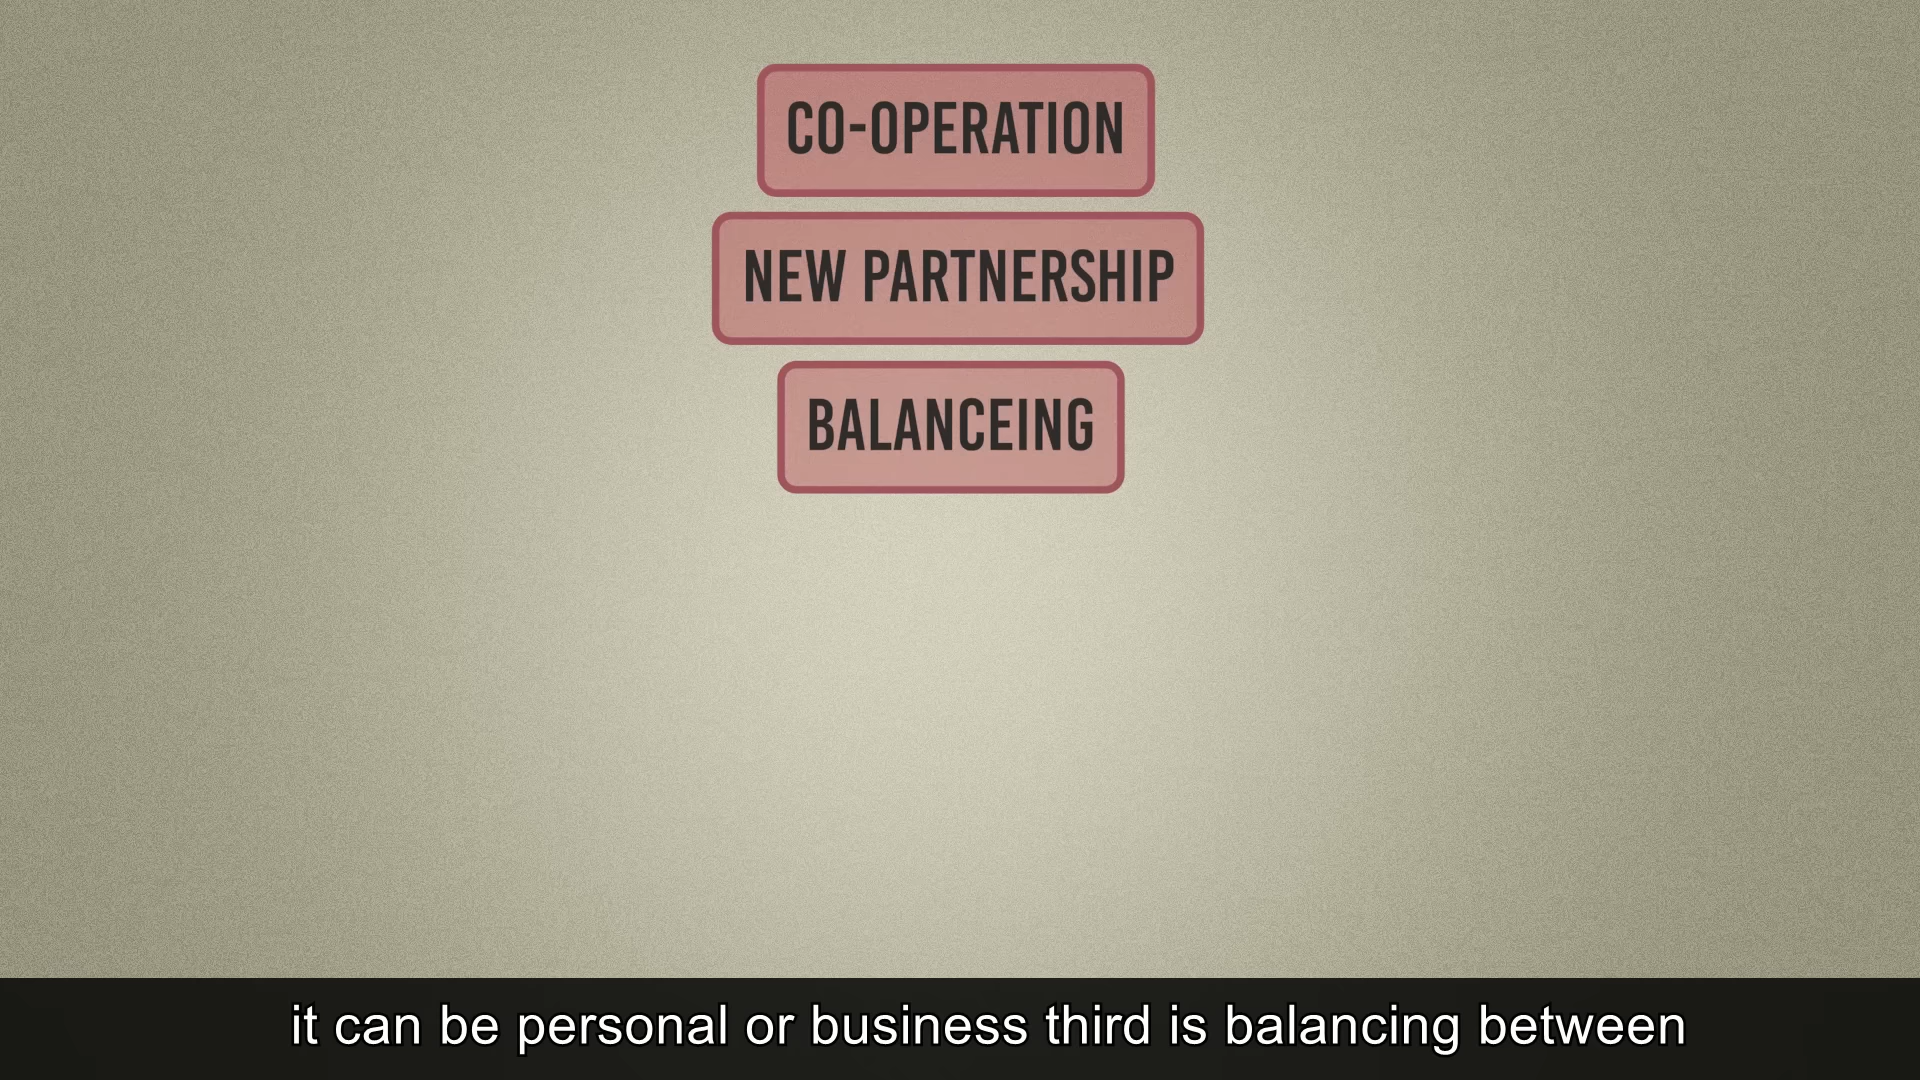 CO-OPERATION
NEW PARTNERSHIP
BALANCEING
it can be personal or business third is balancing between